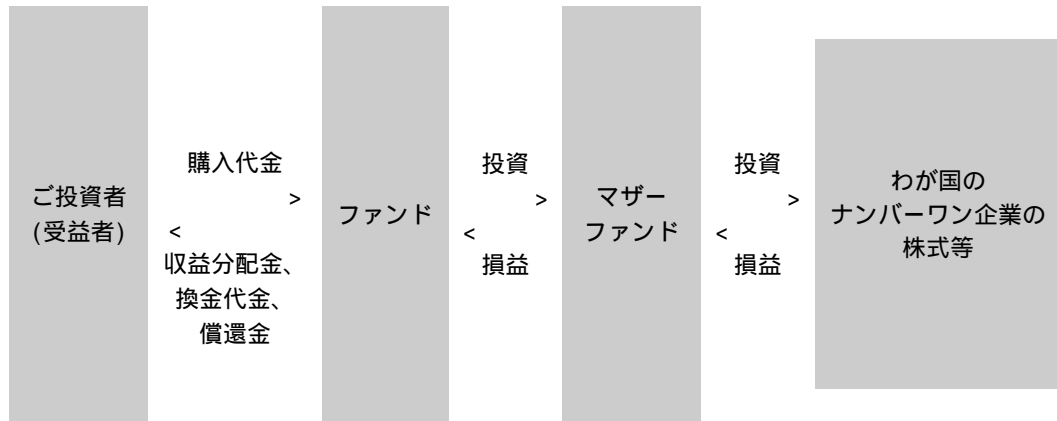 ご投資者
(受益者)
購入代金
>
<
収益分配金、
換金代金、
償還金
ファンド
投資
>
<
損益
マザー
ファンド
投資
>
<
損益
わが国の
ナンバーワン企業の
株式等